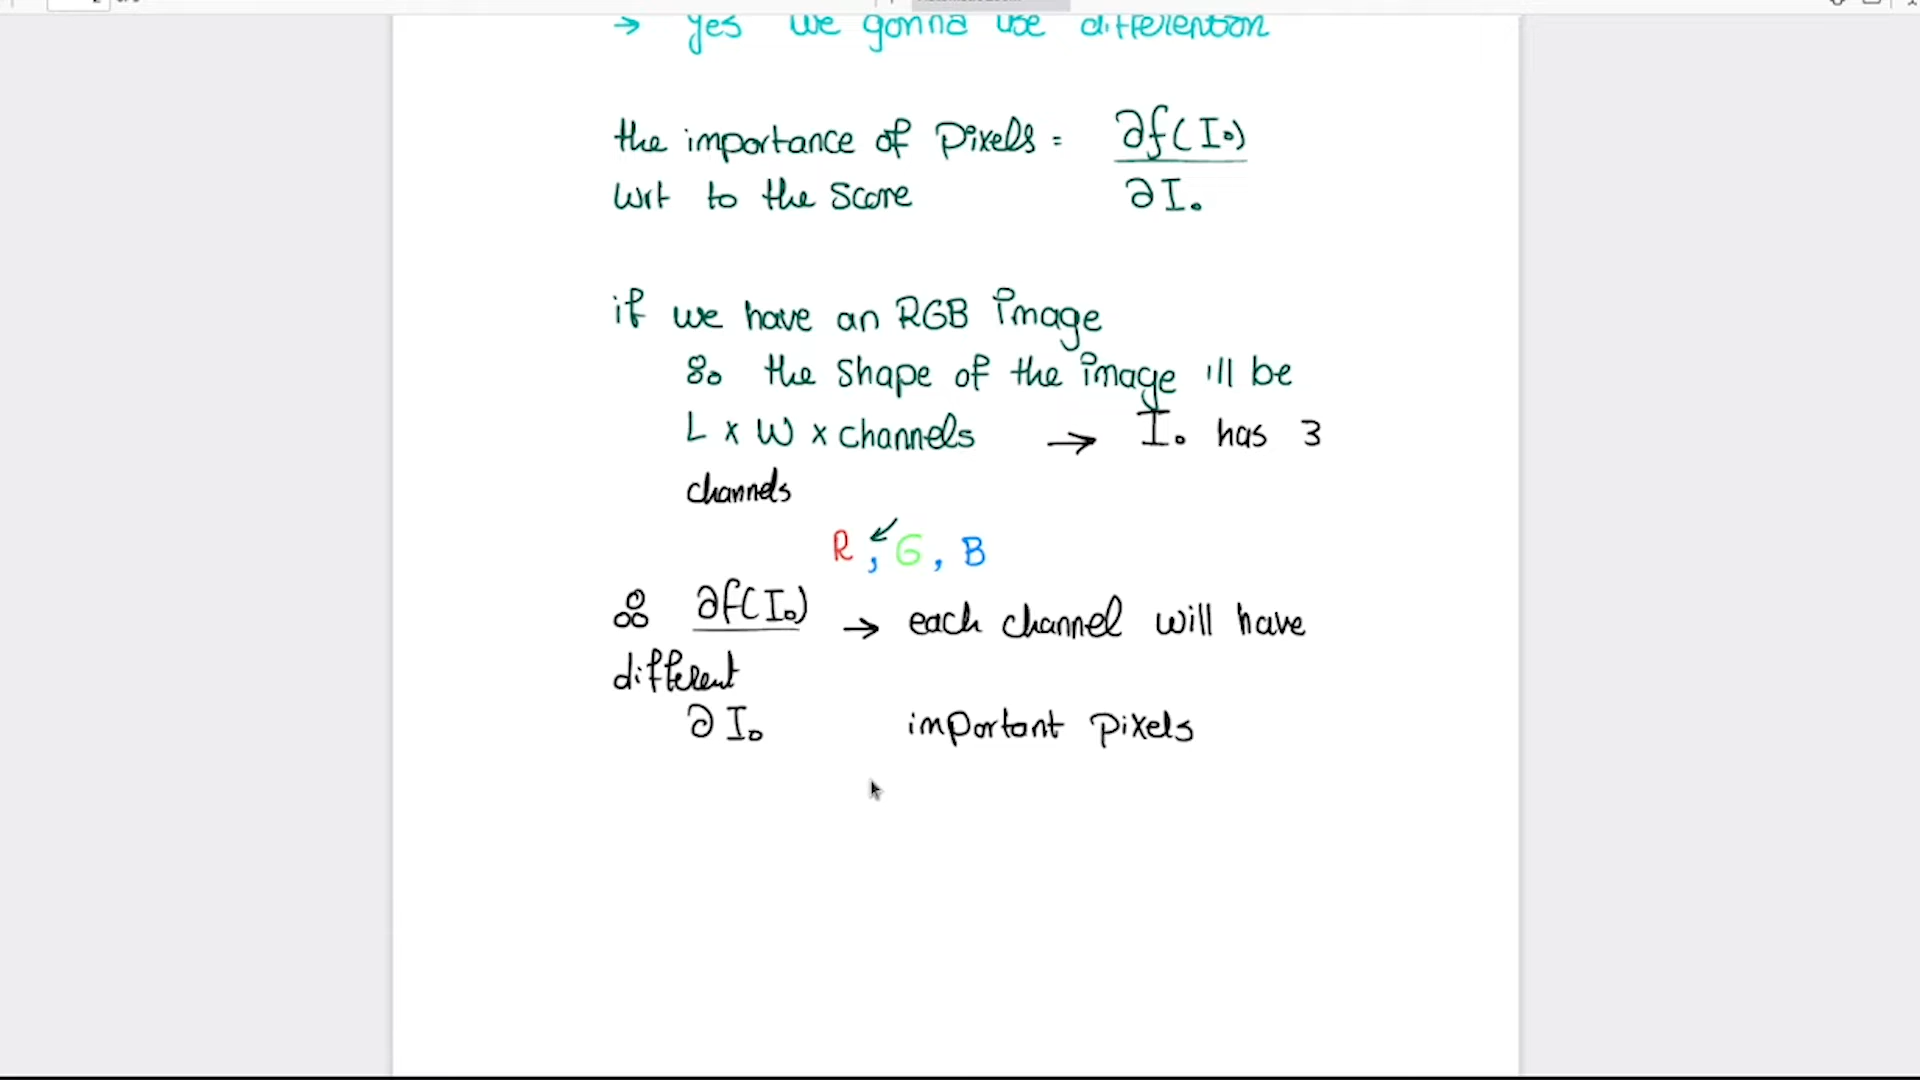 → yes we gonna use differention
the importance of Pixels = ∂f(I₀)
wrt to the score ∂I₀
if we have an RGB image
so the shape of the image 'll be
L x W x channels → I₀ has 3
channels
R, G, B
∴ ∂f(I₀) → each channel will have
different
∂I₀ important pixels